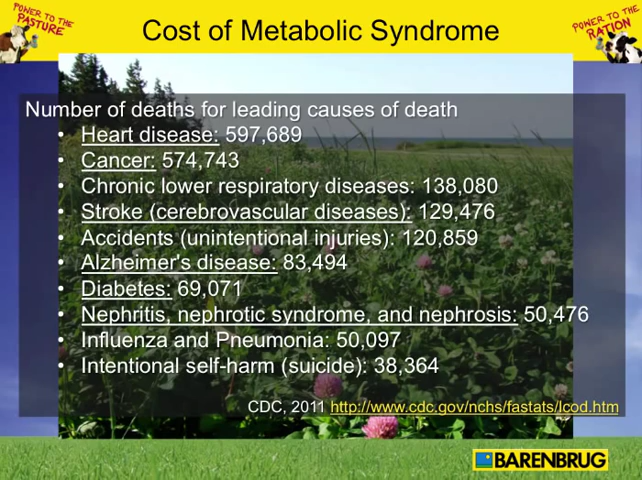 POWER TO THE
PASTURE
Cost of Metabolic Syndrome
POWER TO THE
RATION
Number of deaths for leading causes of death
• Heart disease: 597,689
• Cancer: 574,743
• Chronic lower respiratory diseases: 138,080
• Stroke (cerebrovascular diseases): 129,476
• Accidents (unintentional injuries): 120,859
• Alzheimer's disease: 83,494
• Diabetes: 69,071
• Nephritis, nephrotic syndrome, and nephrosis: 50,476
• Influenza and Pneumonia: 50,097
• Intentional self-harm (suicide): 38,364
CDC, 2011 http://www.cdc.gov/nchs/fastats/lcod.htm
BARENBRUG